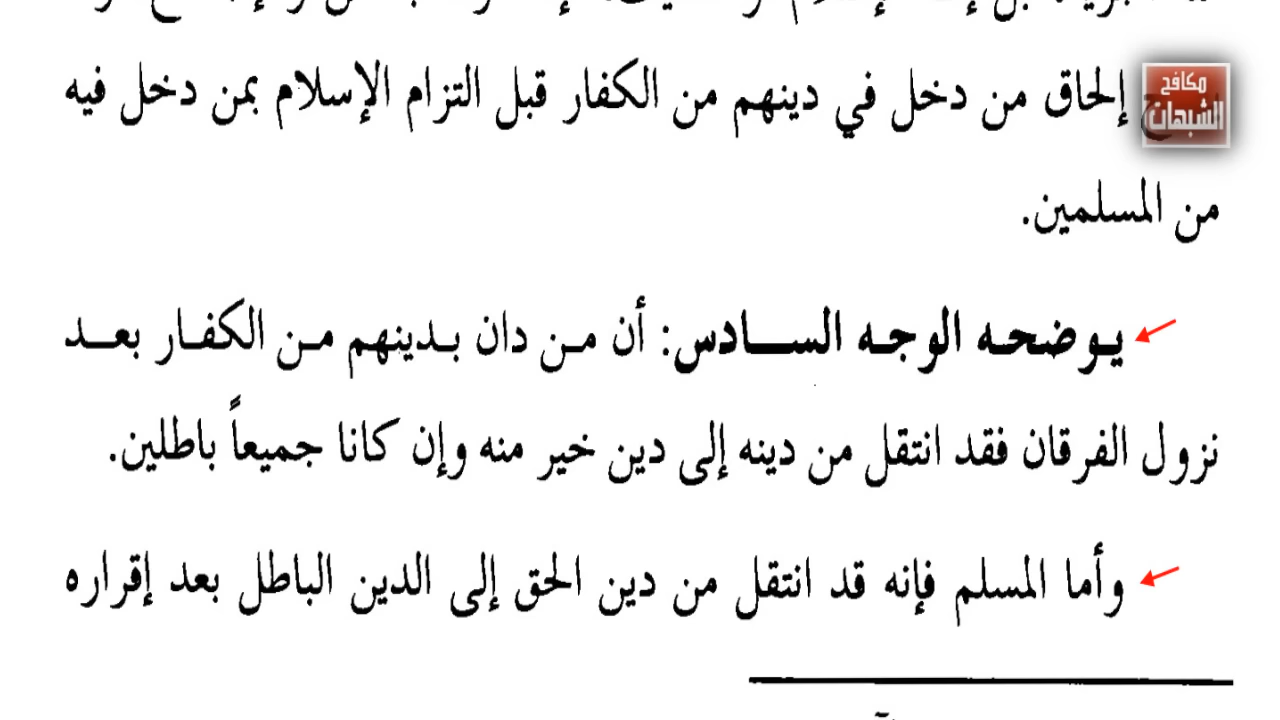 إلحاق من دخل في دينهم من الكفار قبل التزام الإسلام بمن دخل فيه
من المسلمين.
يوضحه الوجه السادس: أن من دان بدينهم من الكفار بعد
نزول الفرقان فقد انتقل من دينه إلى دين خير منه وإن كانا جميعاً باطلين.
وأما المسلم فإنه قد انتقل من دين الحق إلى الدين الباطل بعد إقراره
مكافح
الشبهات